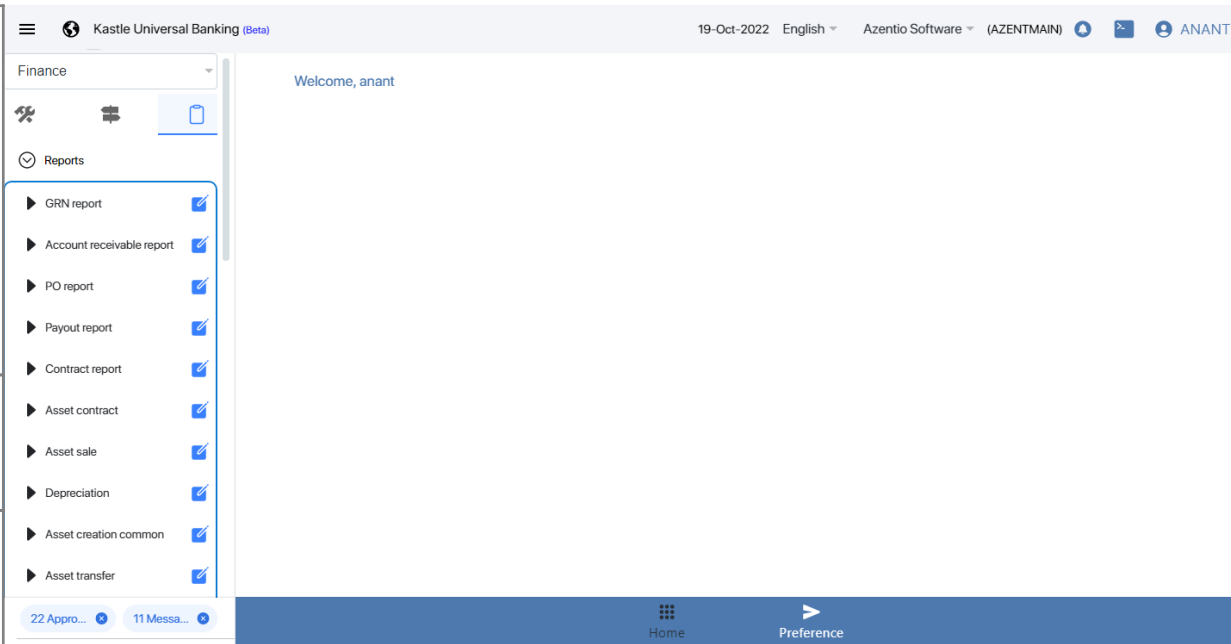 Kastle Universal Banking (Beta)
19-Oct-2022 English Azentio Software (AZENTMAIN) ANANT
Finance
Welcome, anant
Reports
GRN report
Account receivable report
PO report
Payout report
Contract report
Asset contract
Asset sale
Depreciation
Asset creation common
Asset transfer
22 Appro... 11 Messa...
Home
Preference